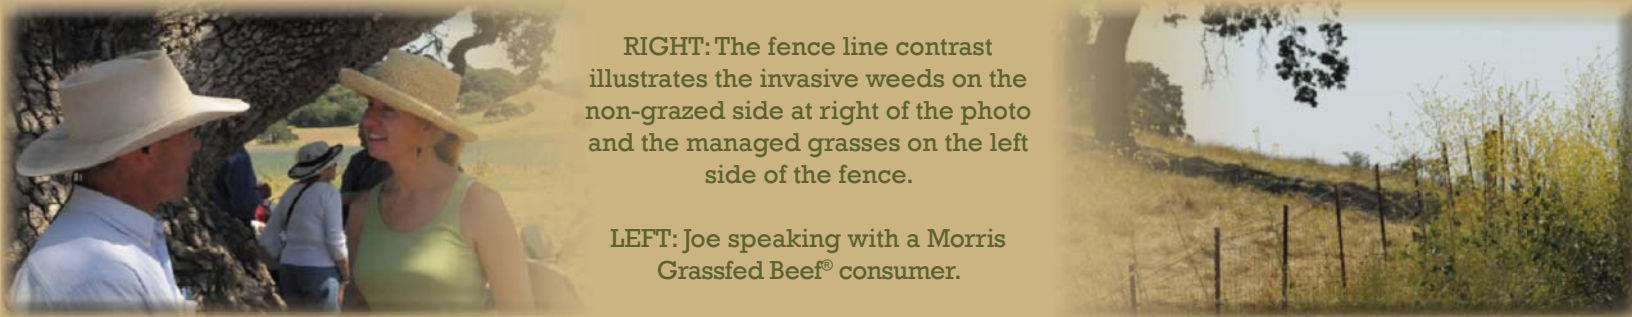 RIGHT: The fence line contrast
illustrates the invasive weeds on the
non-grazed side at right of the photo
and the managed grasses on the left
side of the fence.
LEFT: Joe speaking with a Morris
Grassfed Beef® consumer.